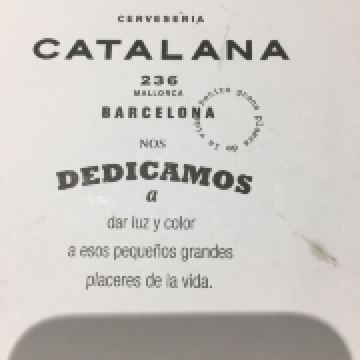 CERVESERIA
CATALANA
236
MALLORCA
BARCELONA
NOS
DEDICAMOS
a
dar luz y color
a esos pequeños grandes
placeres de la vida.